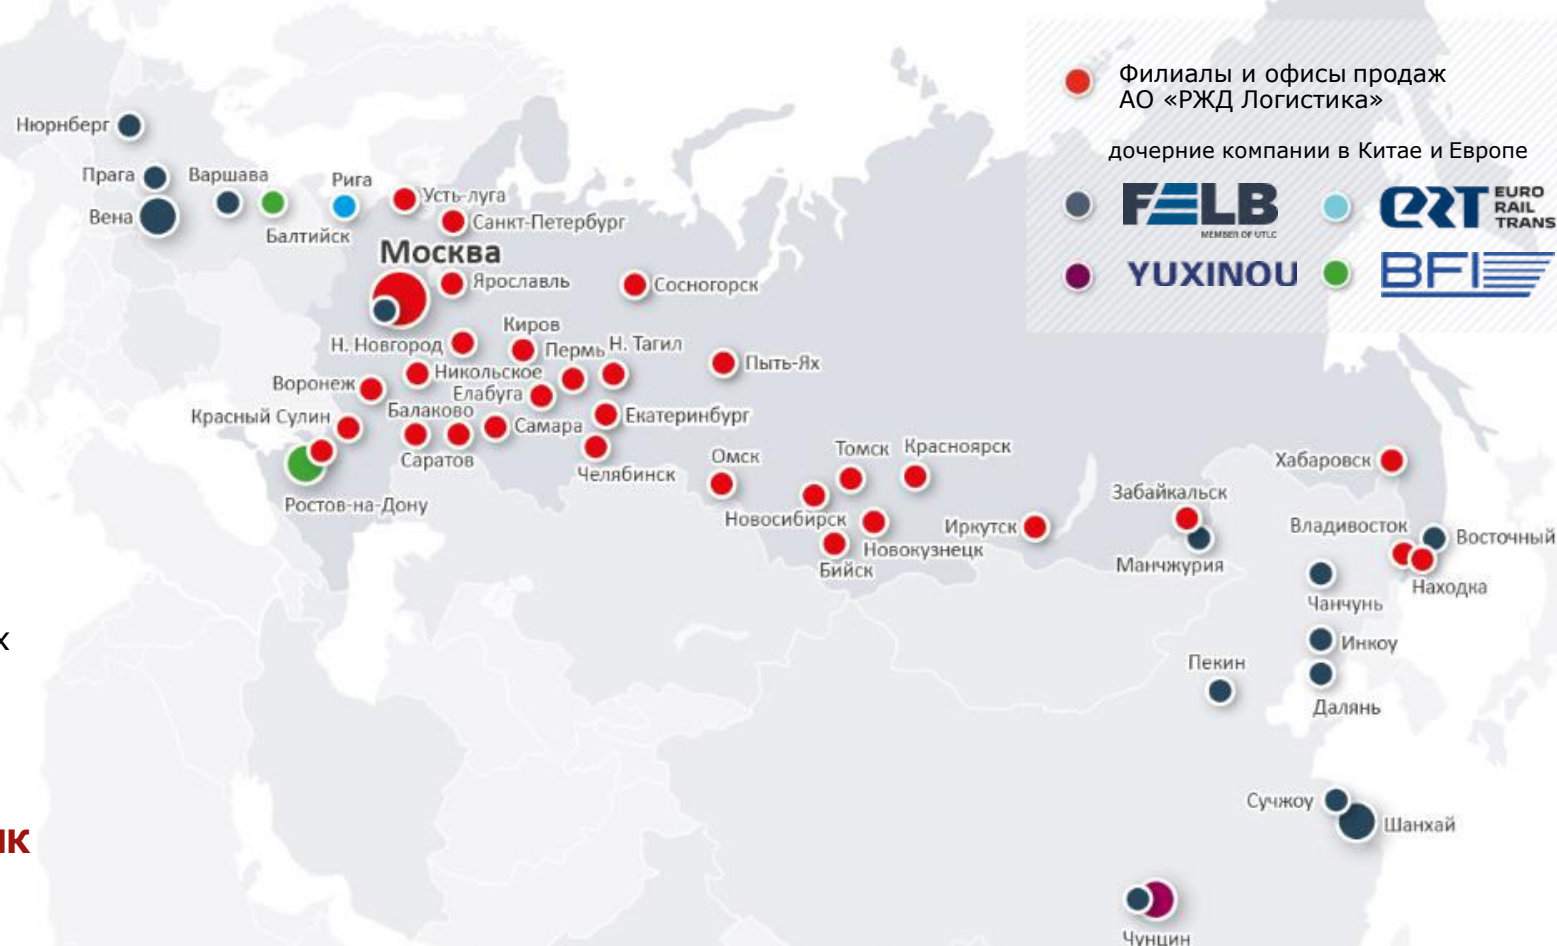 Филиалы и офисы продаж
АО «РЖД Логистика»
дочерние компании в Китае и Европе
FELB
MEMBER OF UTLC
ERT EURO
RAIL
TRANS
YUXINOU
BFI
Нюрнберг
Прага
Варшава
Рига
Усть-луга
Вена
Балтийск
Санкт-Петербург
Москва
Ярославль
Сосногорск
Киров
Н. Новгород
Пермь
Н. Тагил
Пыть-Ях
Никольское
Воронеж
Елабуга
Красный Сулин
Балаково
Самара
Екатеринбург
Саратов
Челябинск
Омск
Томск
Красноярск
Хабаровск
Ростов-на-Дону
Забайкальск
Новосибирск
Иркутск
Владивосток
Восточный
Новокузнецк
Бийск
Манчжурия
Находка
Чанчунь
х
Инкоу
Пекин
Далянь
Сучжоу
Шанхай
ик
Чунцин